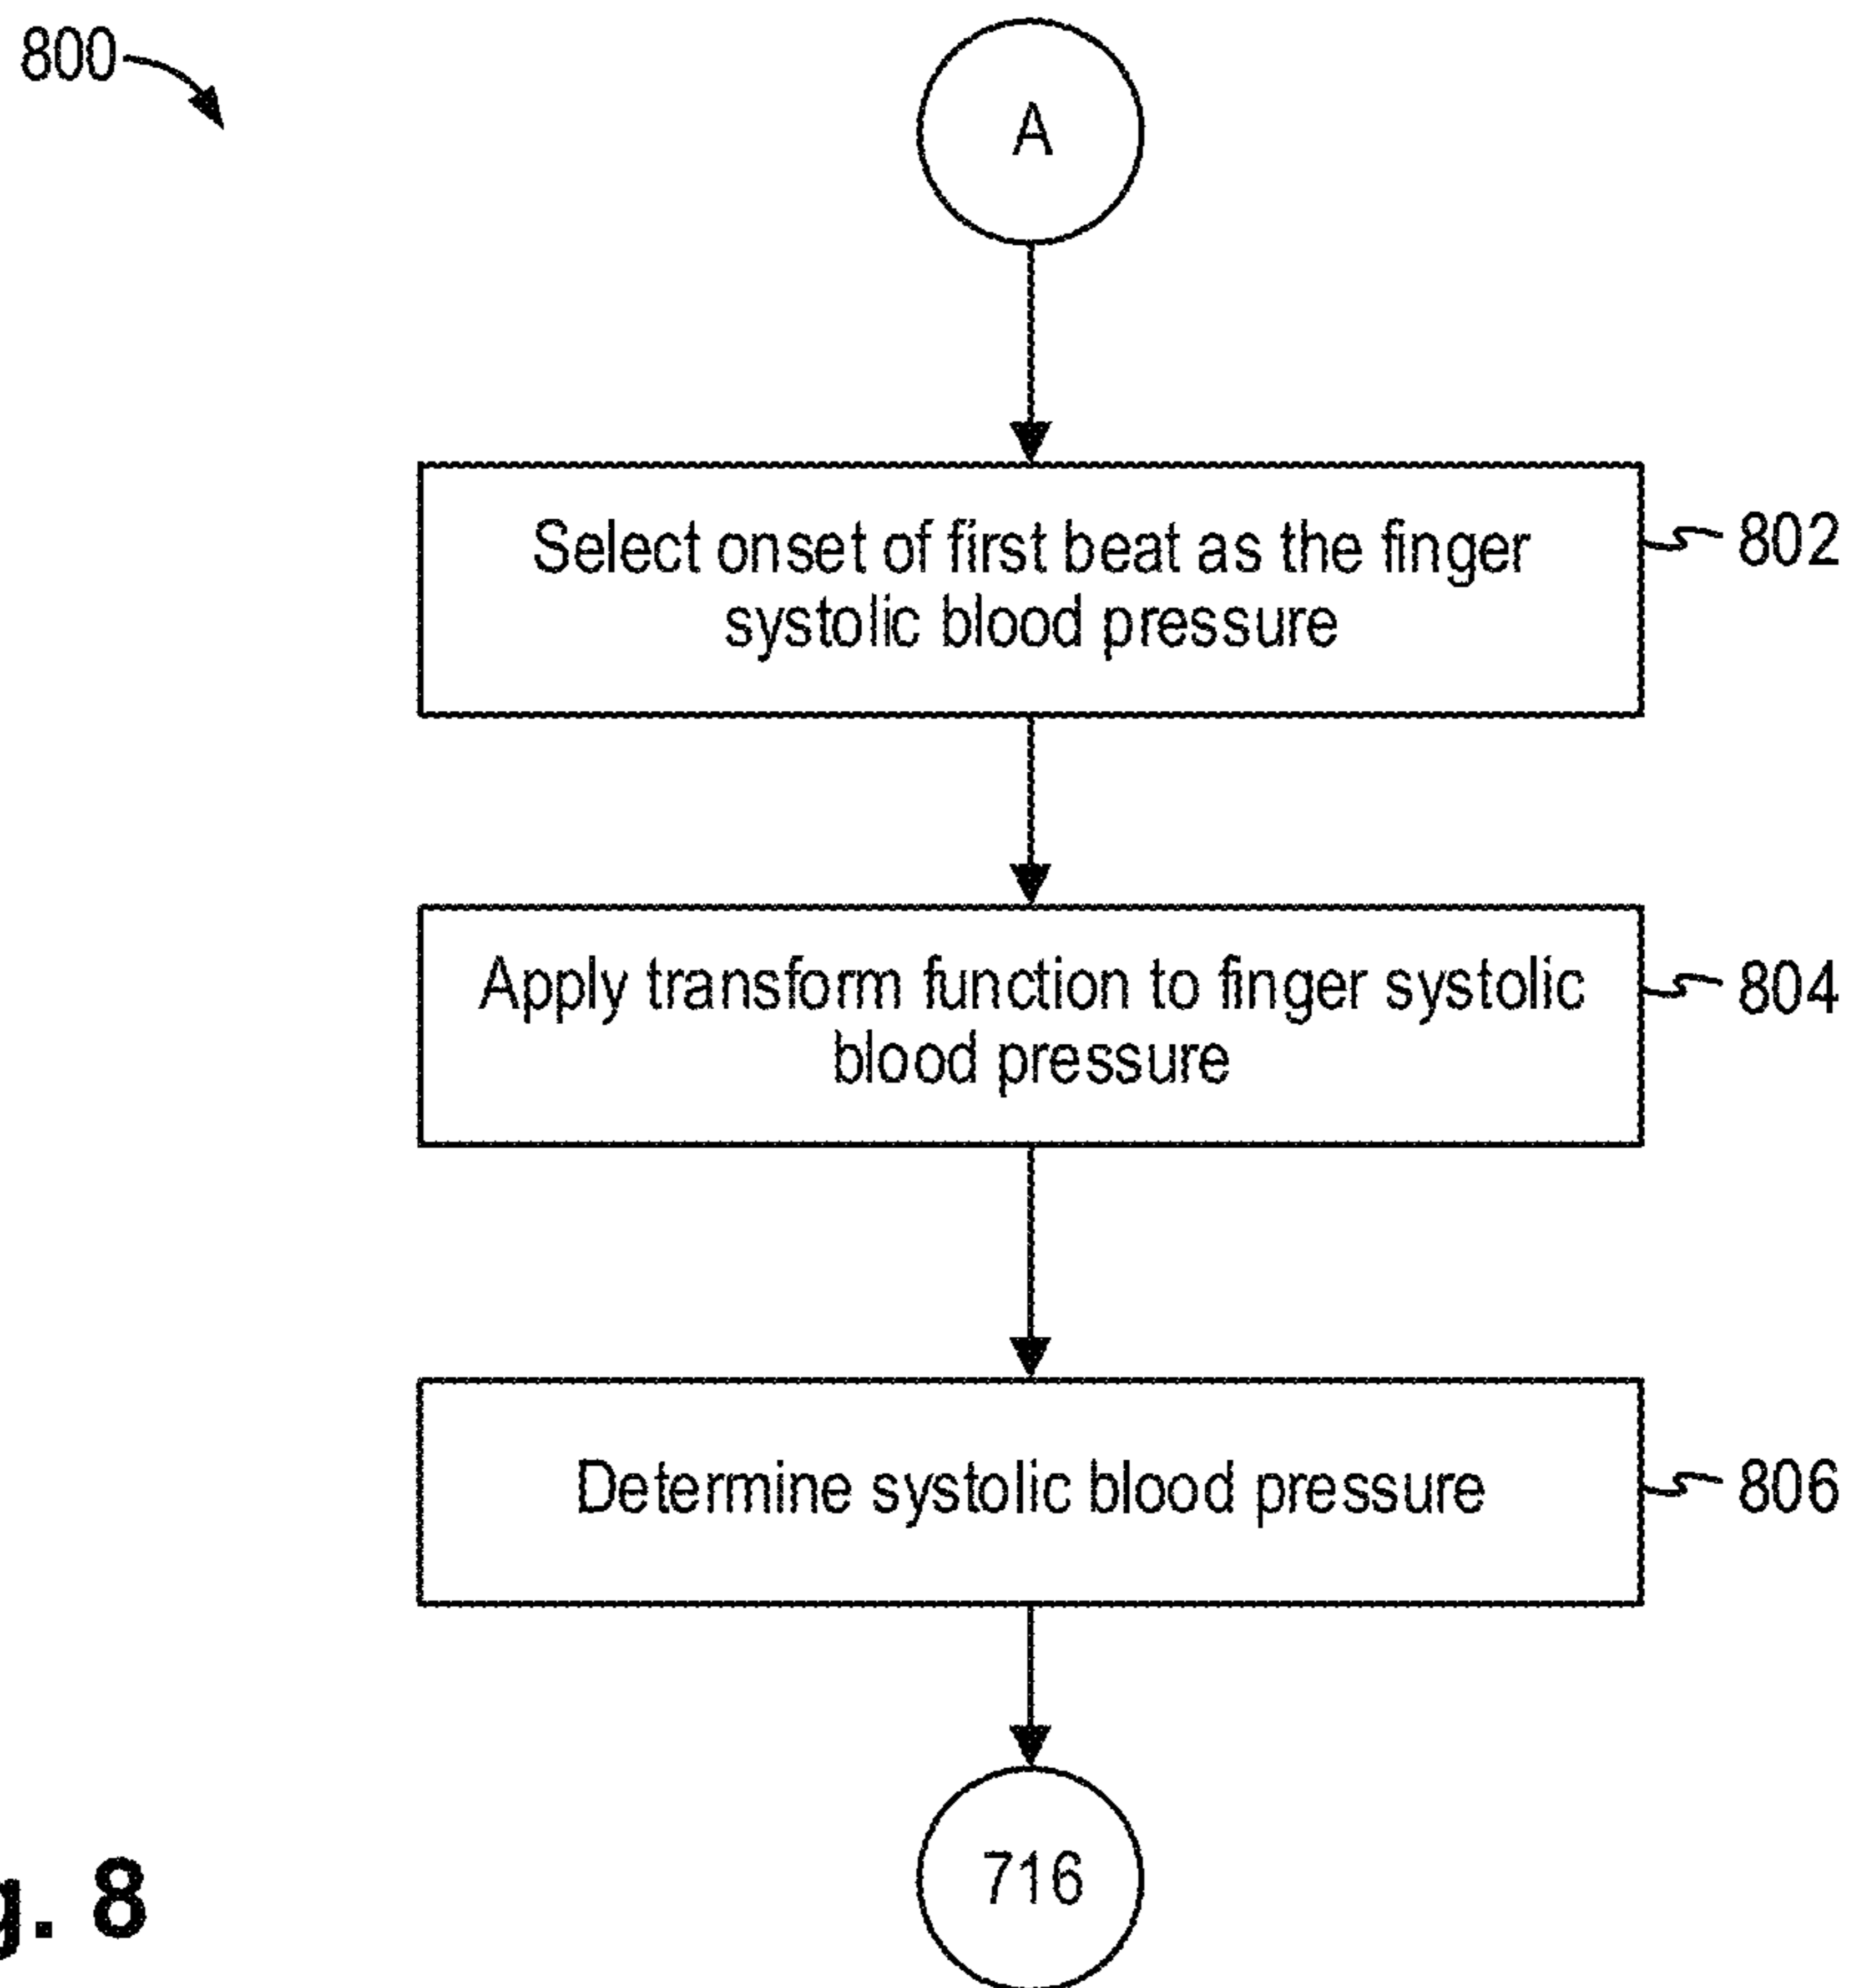 800
A
Select onset of first beat as the finger
systolic blood pressure
802
Apply transform function to finger systolic
blood pressure
804
Determine systolic blood pressure
806
716
g. 8